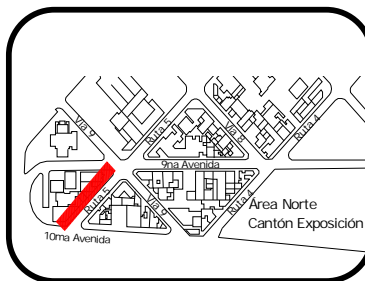 Vía 9
Ruta 5
Vía 8
Ruta 4
9na Avenida
Ruta 5
Vía 9
Ruta 4
Área Norte
Cantón Exposición
10ma Avenida